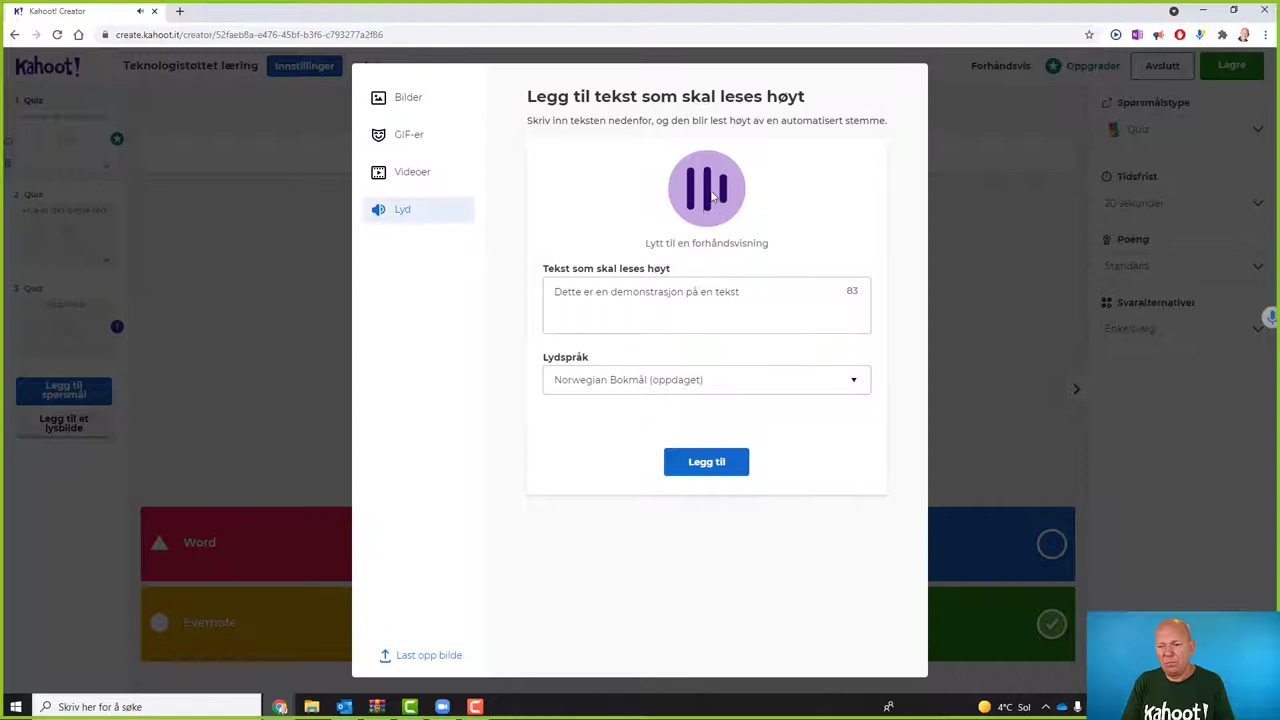 Kahoot! Creator
create.kahoot.it/creator/52faeb8a-e476-45bf-b3f6-c793277a2f86
Kahoot!
Teknologistøttet læring
Innstillinger
Forhåndsvis
Oppgrader
Avslutt
Lagre
1 Quiz
2 Quiz
3 Quiz
Legg til
spørsmål
Legg til et
lysbilde
Bilder
GIF-er
Videoer
Lyd
Last opp bilde
Legg til tekst som skal leses høyt
Skriv inn teksten nedenfor, og den blir lest høyt av en automatisert stemme.
Lytt til en forhåndsvisning
Tekst som skal leses høyt
Dette er en demonstrasjon på en tekst 83
Lydspråk
Norwegian Bokmål (oppdaget)
Legg til
Spørsmålstype
Quiz
Tidsfrist
20 sekunder
Poeng
Standard
Svaralternativer
Enkeltvalg
Word
Evernote
Kahoot!
Skriv her for å søke
4°C Sol